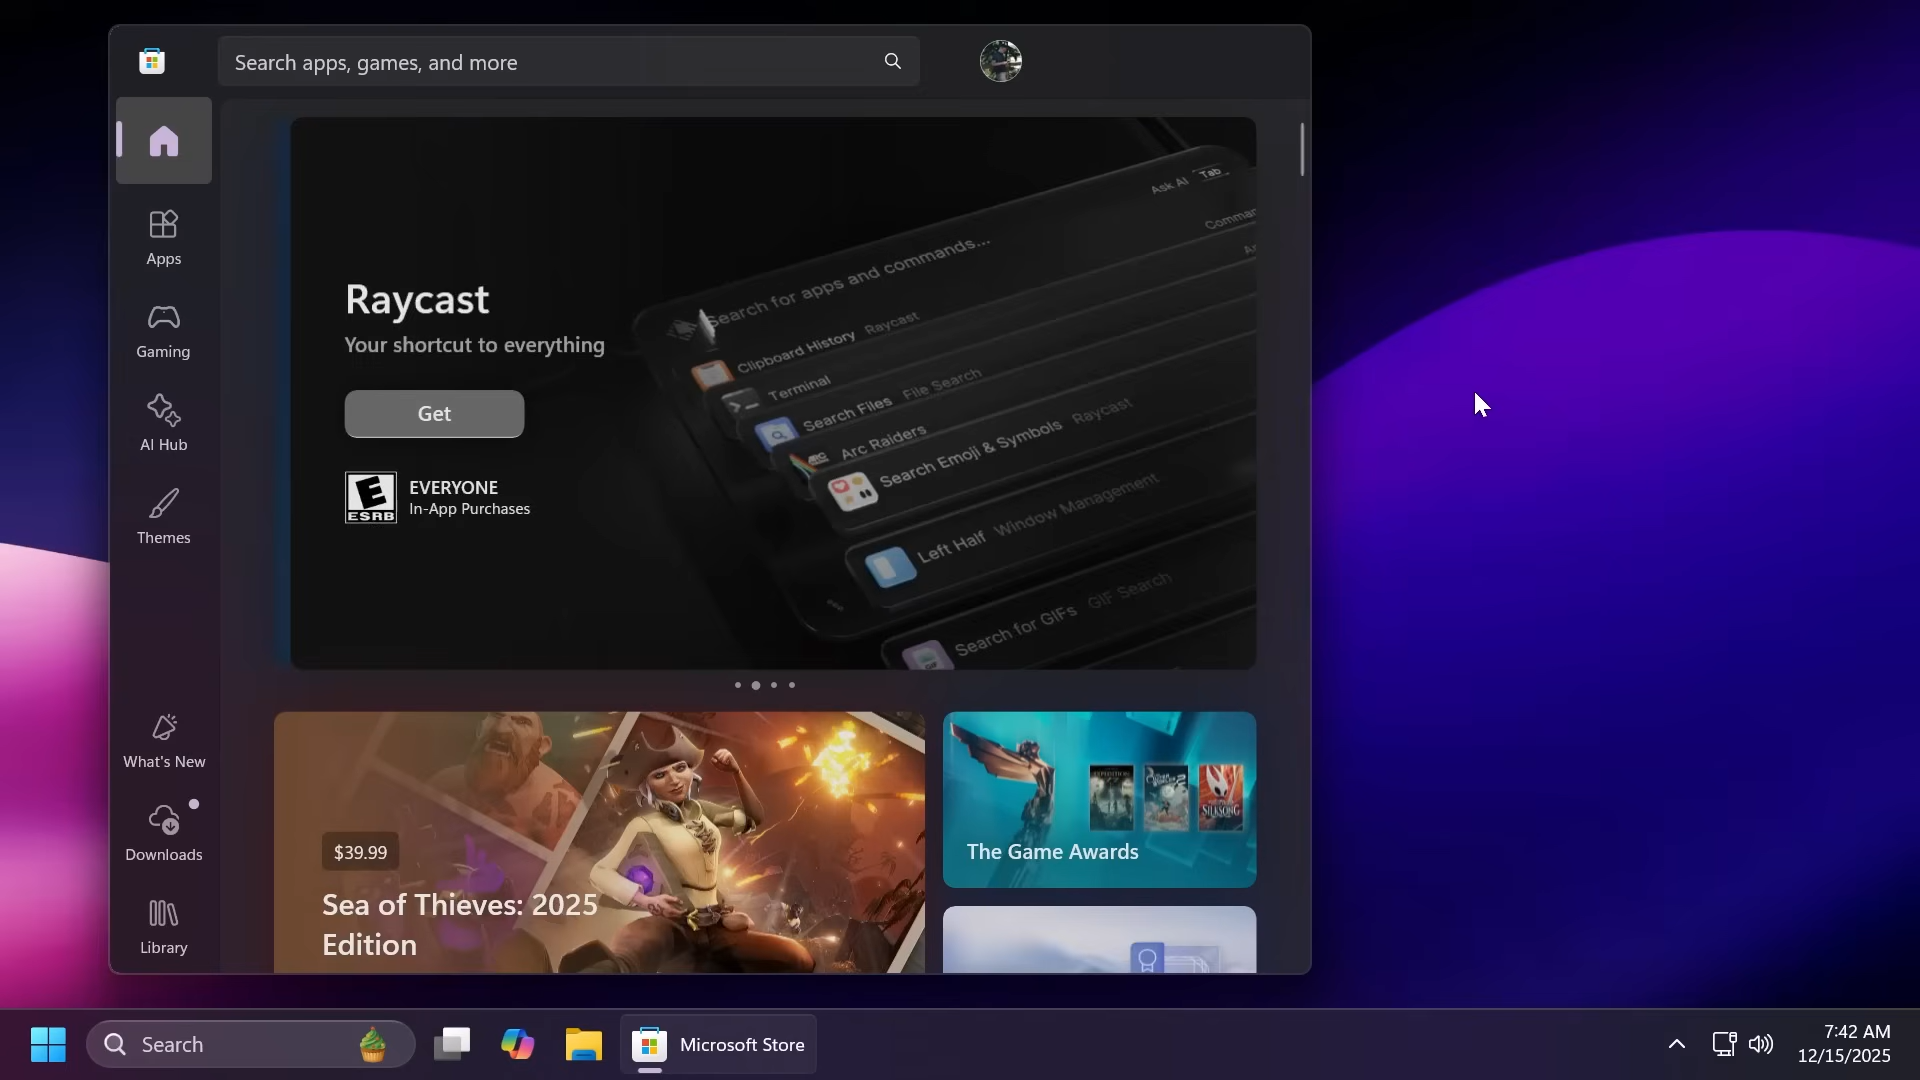 Search apps, games, and more
Apps
Gaming
AI Hub
Themes
What's New
Downloads
Library
Raycast
Your shortcut to everything
Get
E
ESRB
EVERYONE
In-App Purchases
Ask AI Tab
Search for apps and commands...
Clipboard History Raycast
Terminal
Search Files File Search
ARC Arc Raiders
Search Emoji & Symbols Raycast
Left Half Window Management
Search for GIFs GIF Search
$39.99
Sea of Thieves: 2025
Edition
SILKSONG
The Game Awards
Search
Microsoft Store
7:42 AM
12/15/2025